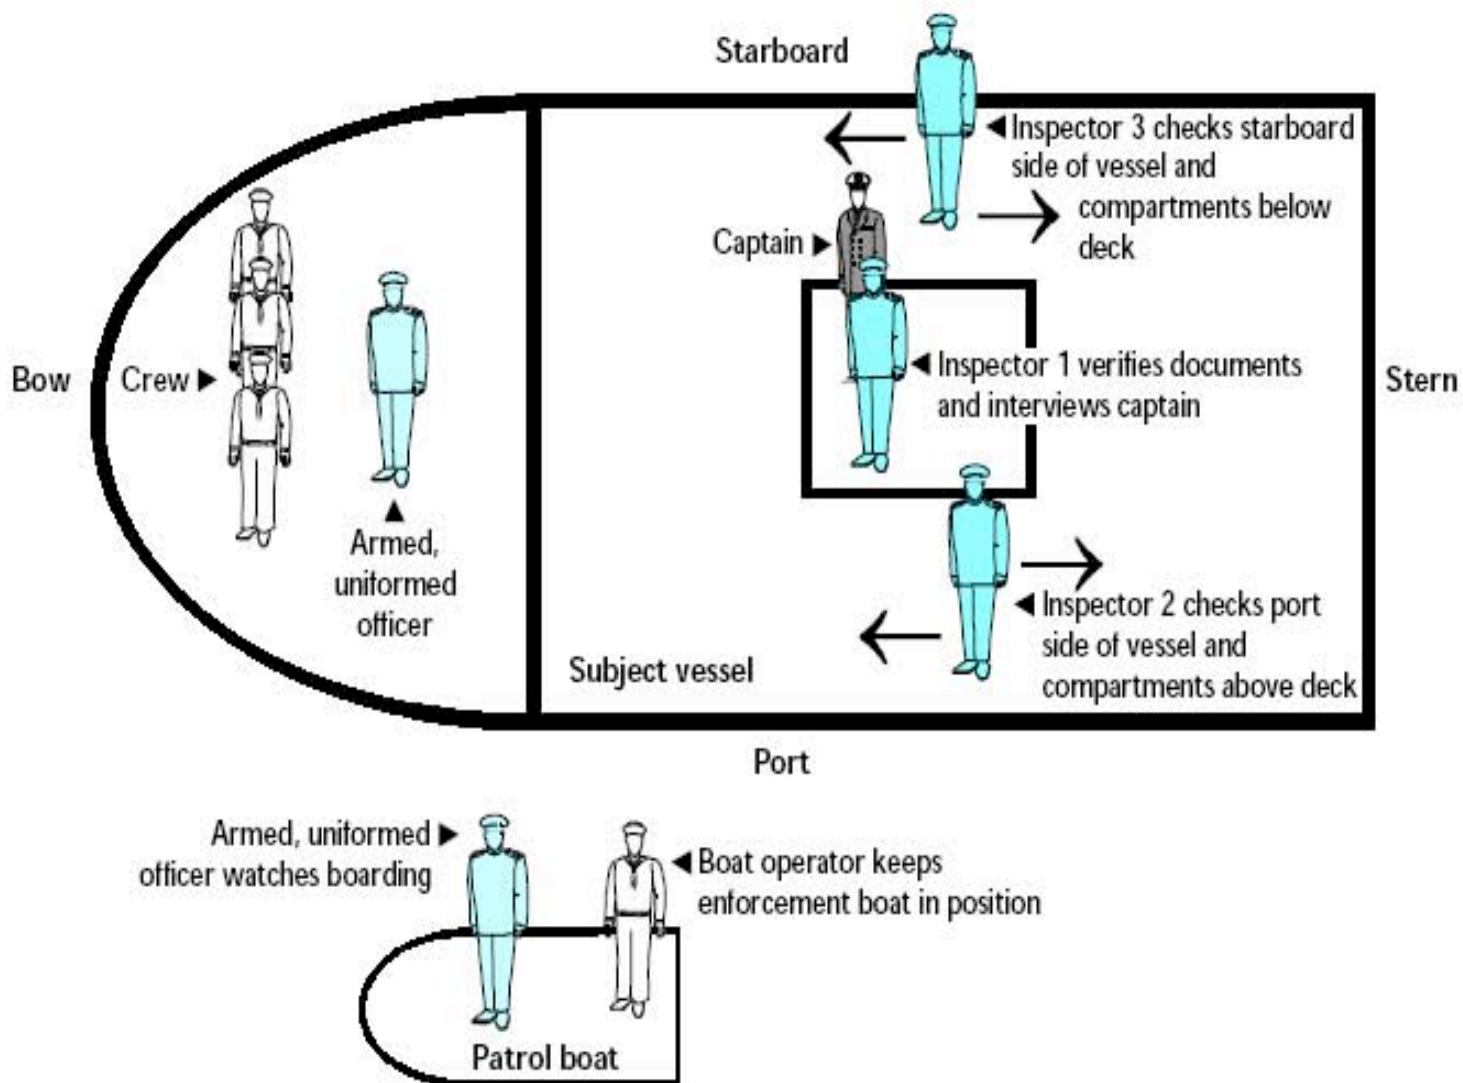 Starboard
◄Inspector 3 checks starboard
side of vessel and
compartments below
deck
Captain ►
Bow
Crew ►
◄Inspector 1 verifies documents
and interviews captain
Stern
▲
Armed,
uniformed
officer
◄Inspector 2 checks port
side of vessel and
compartments above deck
Subject vessel
Port
Armed, uniformed ►
officer watches boarding
◄Boat operator keeps
enforcement boat in position
Patrol boat